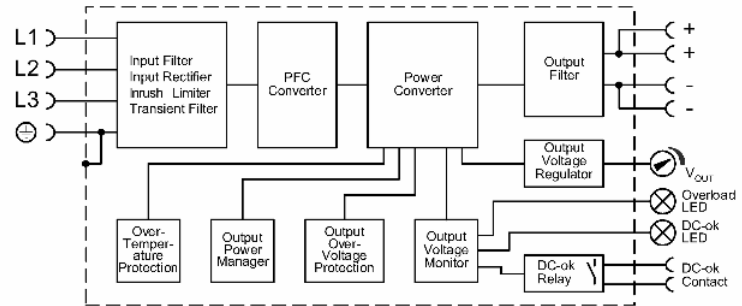 L1
L2
L3
Input Filter
Input Rectifier
Inrush Limiter
Transient Filter
PFC
Converter
Power
Converter
Output
Filter
+
+
-
-
Output
Voltage
Regulator
VOUT
Over-
Temper-
ature
Protection
Output
Power
Manager
Output
Over-
Voltage
Protection
Output
Voltage
Monitor
Overload
LED
DC-ok
LED
DC-ok
Relay
DC-ok
Contact